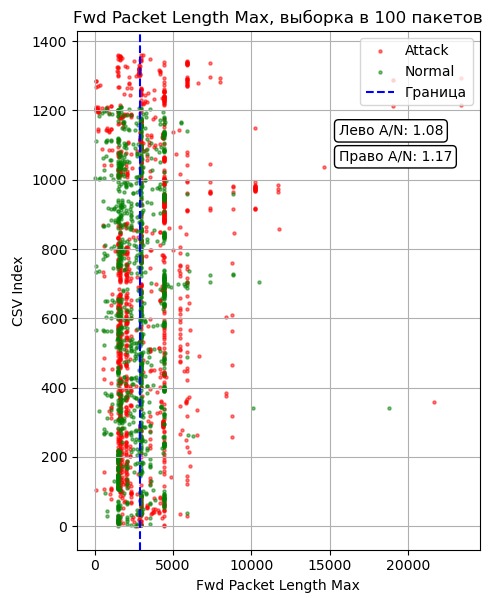 Fwd Packet Length Max, выборка в 100 пакетов
Attack
Normal
Граница
Лево A/N: 1.08
Право A/N: 1.17
CSV Index
1400
1200
1000
800
600
400
200
0
0 5000 10000 15000 20000
Fwd Packet Length Max